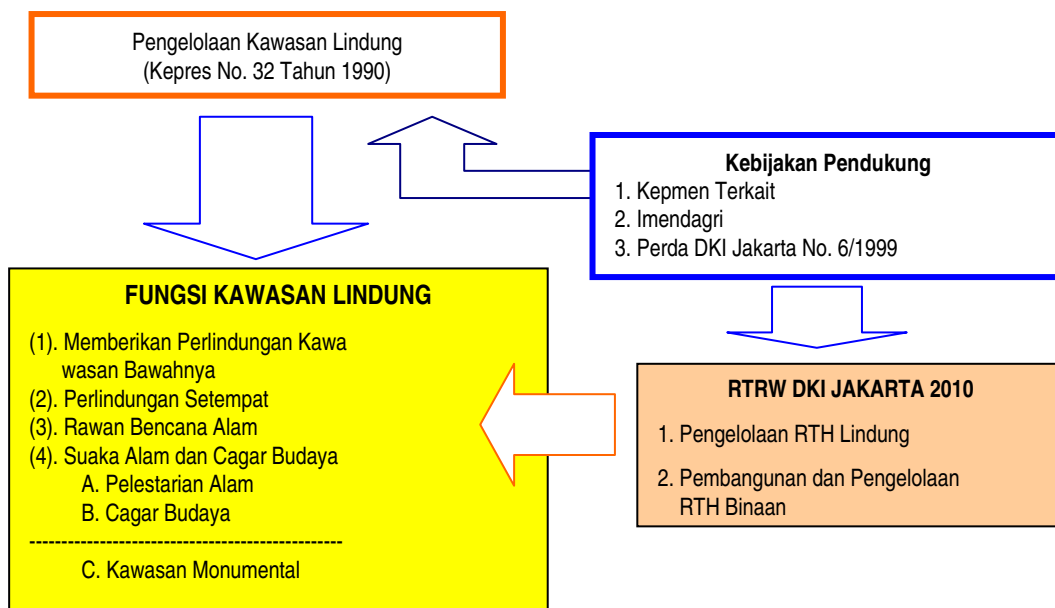 Pengelolaan Kawasan Lindung
(Kepres No. 32 Tahun 1990)
Kebijakan Pendukung
1. Kepmen Terkait
2. Imendagri
3. Perda DKI Jakarta No. 6/1999
FUNGSI KAWASAN LINDUNG
(1). Memberikan Perlindungan Kawa
wasan Bawahnya
(2). Perlindungan Setempat
(3). Rawan Bencana Alam
(4). Suaka Alam dan Cagar Budaya
A. Pelestarian Alam
B. Cagar Budaya
-------------------------------------------------
C. Kawasan Monumental
RTRW DKI JAKARTA 2010
1. Pengelolaan RTH Lindung
2. Pembangunan dan Pengelolaan
RTH Binaan